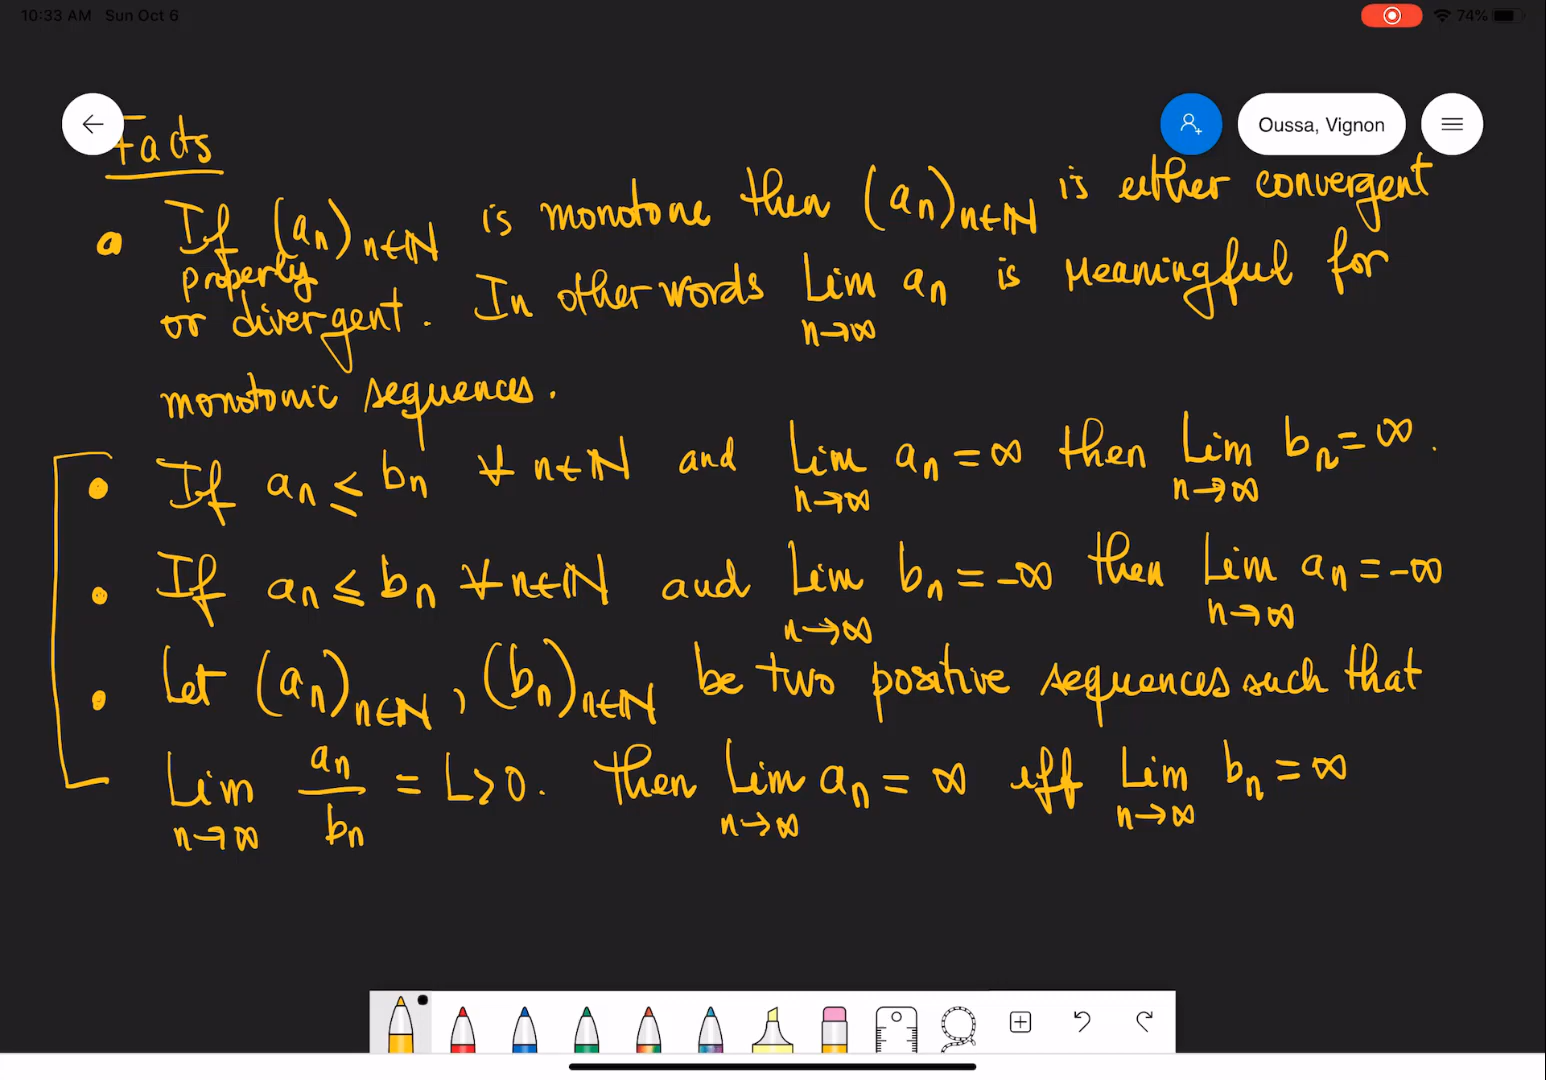 10:33 AM Sun Oct 6
74%
Oussa, Vignon
Facts
If (aₙ)ₙ∈ℕ is monotone then (aₙ)ₙ∈ℕ is either convergent
properly
or divergent. In other words Lim aₙ is meaningful for
n→∞
monotonic sequences.
• If aₙ ≤ bₙ ∀ n∈ℕ and Lim aₙ = ∞ then Lim bₙ = ∞.
n→∞ n→∞
• If aₙ ≤ bₙ ∀ n∈ℕ and Lim bₙ = -∞ then Lim aₙ = -∞
n→∞ n→∞
• Let (aₙ)ₙ∈ℕ, (bₙ)ₙ∈ℕ be two positive sequences such that
Lim aₙ/bₙ = L > 0. Then Lim aₙ = ∞ iff Lim bₙ = ∞
n→∞ n→∞ n→∞